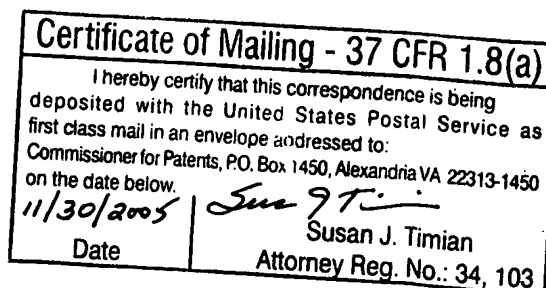 Certificate of Mailing - 37 CFR 1.8(a)
I hereby certify that this correspondence is being
deposited with the United States Postal Service as
first class mail in an envelope addressed to:
Commissioner for Patents, P.O. Box 1450, Alexandria VA 22313-1450
on the date below.
11/30/2005
Date
Susan J. Timian
Attorney Reg. No.: 34, 103